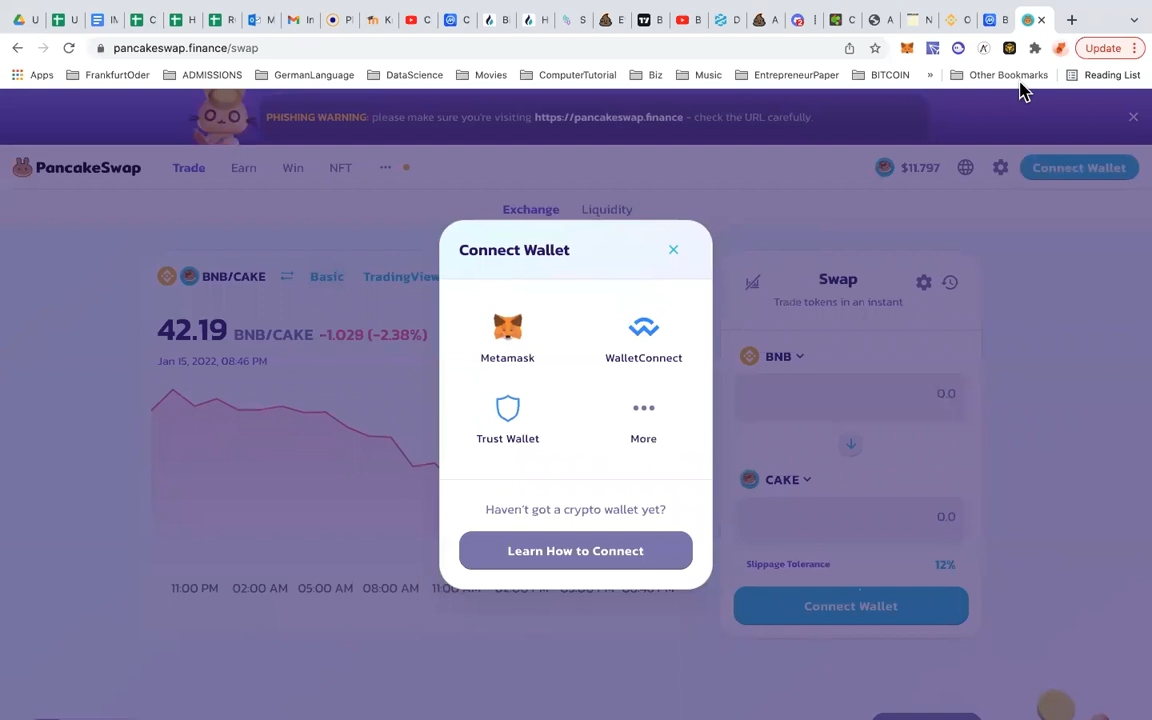 U
U
IN
C
H
R
M
In
P
K
C
C
B
H
S
E
B
D
A
C
A
N
C
B
pancakeswap.finance/swap
Update
Apps
FrankfurtOder
ADMISSIONS
GermanLanguage
DataScience
Movies
ComputerTutorial
Biz
Music
EntrepreneurPaper
BITCOIN
»
Other Bookmarks
Reading List
PHISHING WARNING: please make sure you're visiting https://pancakeswap.finance - check the URL carefully.
PancakeSwap
Trade
Earn
Win
NFT
$11.797
Connect Wallet
Exchange
Liquidity
BNB/CAKE
Basic
TradingView
42.19 BNB/CAKE -1.029 (-2.38%)
Jan 15, 2022, 08:46 PM
11:00 PM
02:00 AM
05:00 AM
08:00 AM
Connect Wallet
Metamask
WalletConnect
Trust Wallet
More
Haven't got a crypto wallet yet?
Learn How to Connect
Swap
Trade tokens in an instant
BNB
0.0
CAKE
0.0
Slippage Tolerance
12%
Connect Wallet